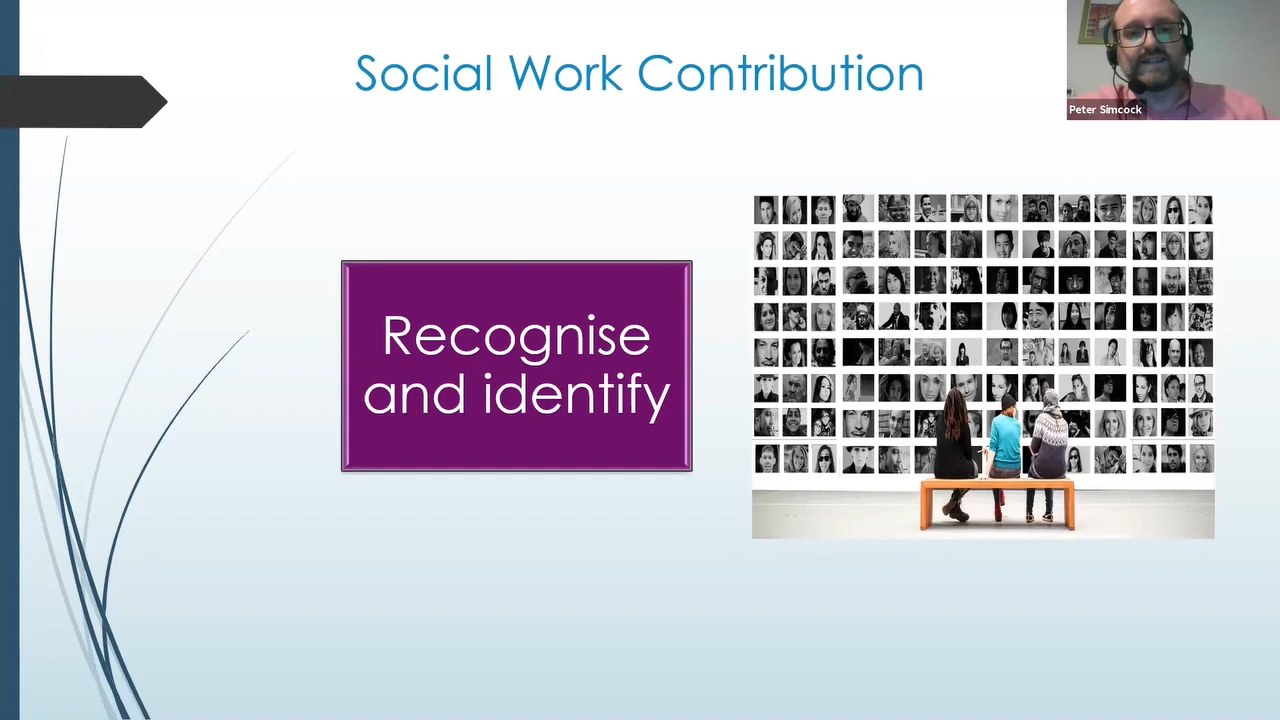 Social Work Contribution
Peter Simcock
Recognise
and identify